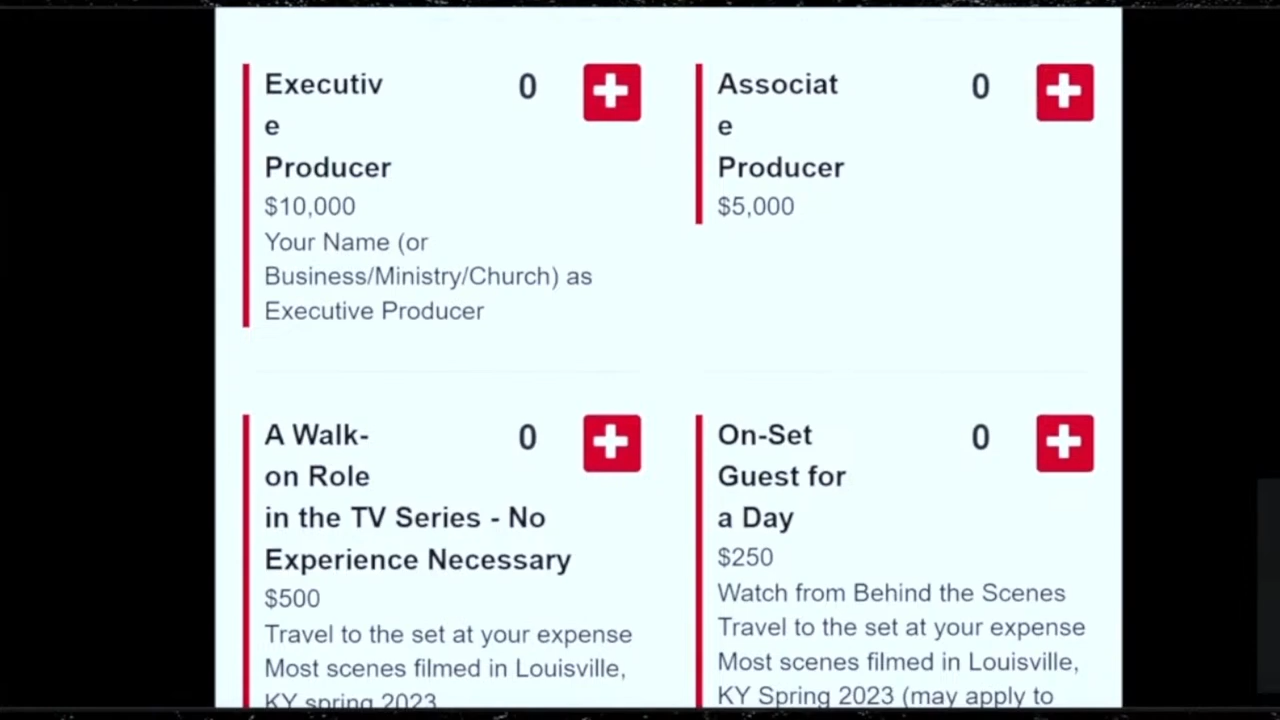 Executiv
e
Producer
0
$10,000
Your Name (or
Business/Ministry/Church) as
Executive Producer
Associat
e
Producer
0
$5,000
A Walk-
on Role
in the TV Series - No
Experience Necessary
0
$500
Travel to the set at your expense
Most scenes filmed in Louisville,
KY spring 2023
On-Set
Guest for
a Day
0
$250
Watch from Behind the Scenes
Travel to the set at your expense
Most scenes filmed in Louisville,
KY Spring 2023 (may apply to